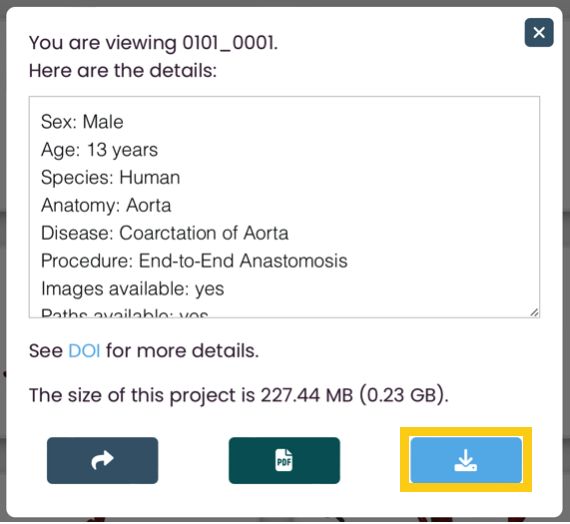 You are viewing 0101_0001.
Here are the details:
Sex: Male
Age: 13 years
Species: Human
Anatomy: Aorta
Disease: Coarctation of Aorta
Procedure: End-to-End Anastomosis
Images available: yes
Paths available: yes
See DOI for more details.
The size of this project is 227.44 MB (0.23 GB).
PDF